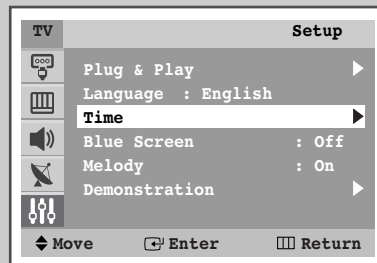 TV Setup
Plug & Play
Language : English
Time
Blue Screen : Off
Melody : On
Demonstration
Move Enter Return